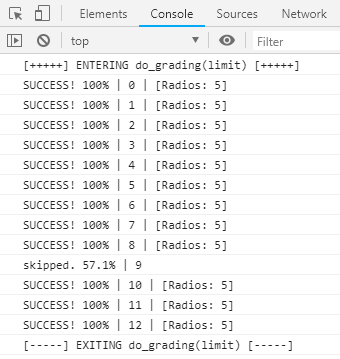 Elements Console Sources Network
top Filter
[+++++] ENTERING do_grading(limit) [+++++]
SUCCESS! 100% | 0 | [Radios: 5]
SUCCESS! 100% | 1 | [Radios: 5]
SUCCESS! 100% | 2 | [Radios: 5]
SUCCESS! 100% | 3 | [Radios: 5]
SUCCESS! 100% | 4 | [Radios: 5]
SUCCESS! 100% | 5 | [Radios: 5]
SUCCESS! 100% | 6 | [Radios: 5]
SUCCESS! 100% | 7 | [Radios: 5]
SUCCESS! 100% | 8 | [Radios: 5]
skipped. 57.1% | 9
SUCCESS! 100% | 10 | [Radios: 5]
SUCCESS! 100% | 11 | [Radios: 5]
SUCCESS! 100% | 12 | [Radios: 5]
[-----] EXITING do_grading(limit) [-----]